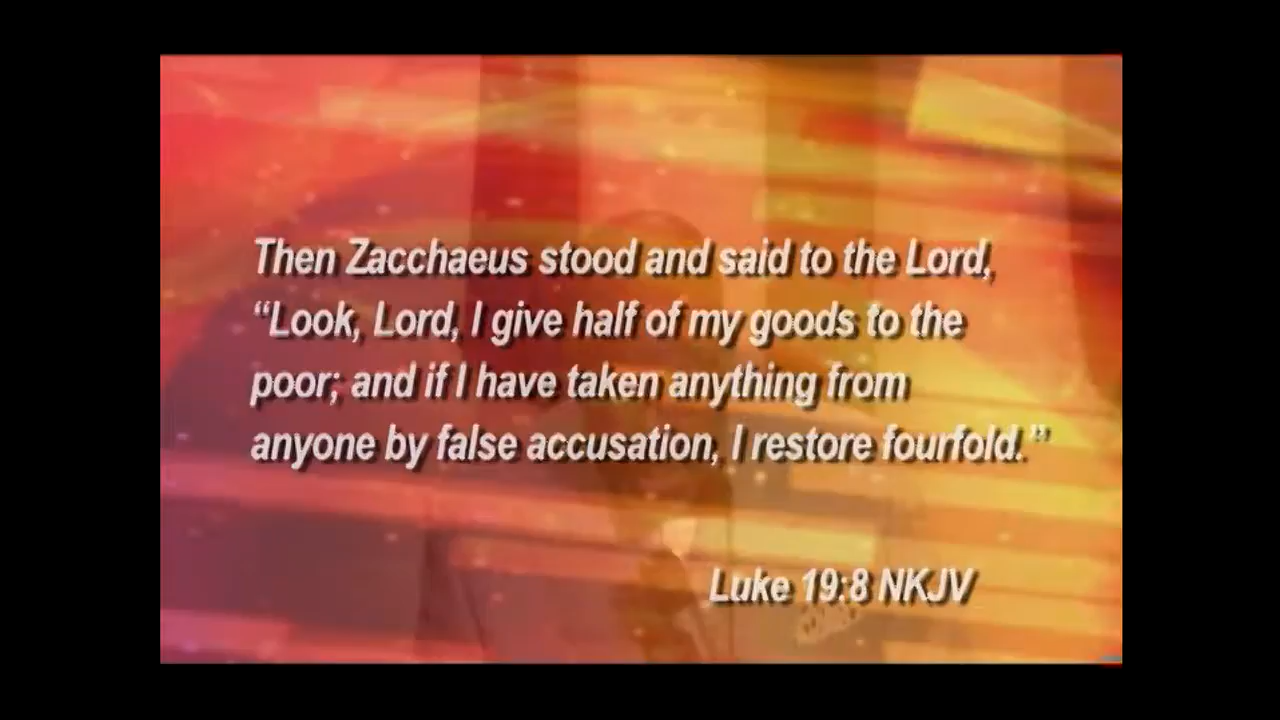 Then Zacchaeus stood and said to the Lord,
“Look, Lord, I give half of my goods to the
poor; and if I have taken anything from
anyone by false accusation, I restore fourfold.”
Luke 19:8 NKJV